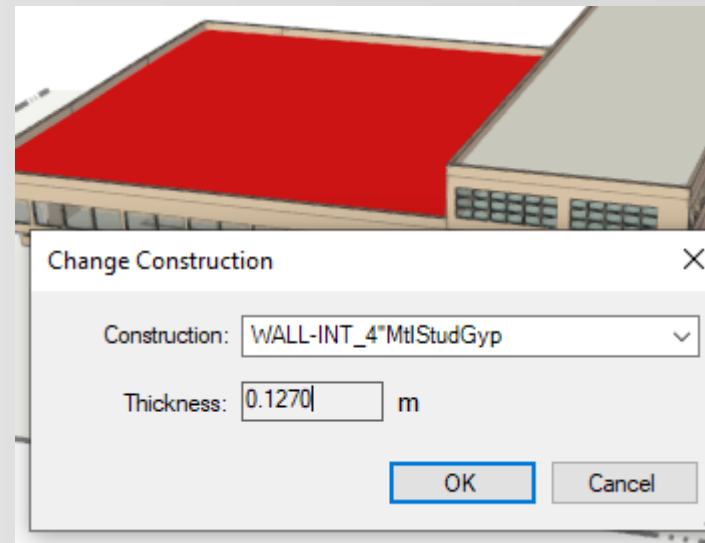 Change Construction
Construction: WALL-INT_4"MtlStudGyp
Thickness: 0.1270 m
OK Cancel